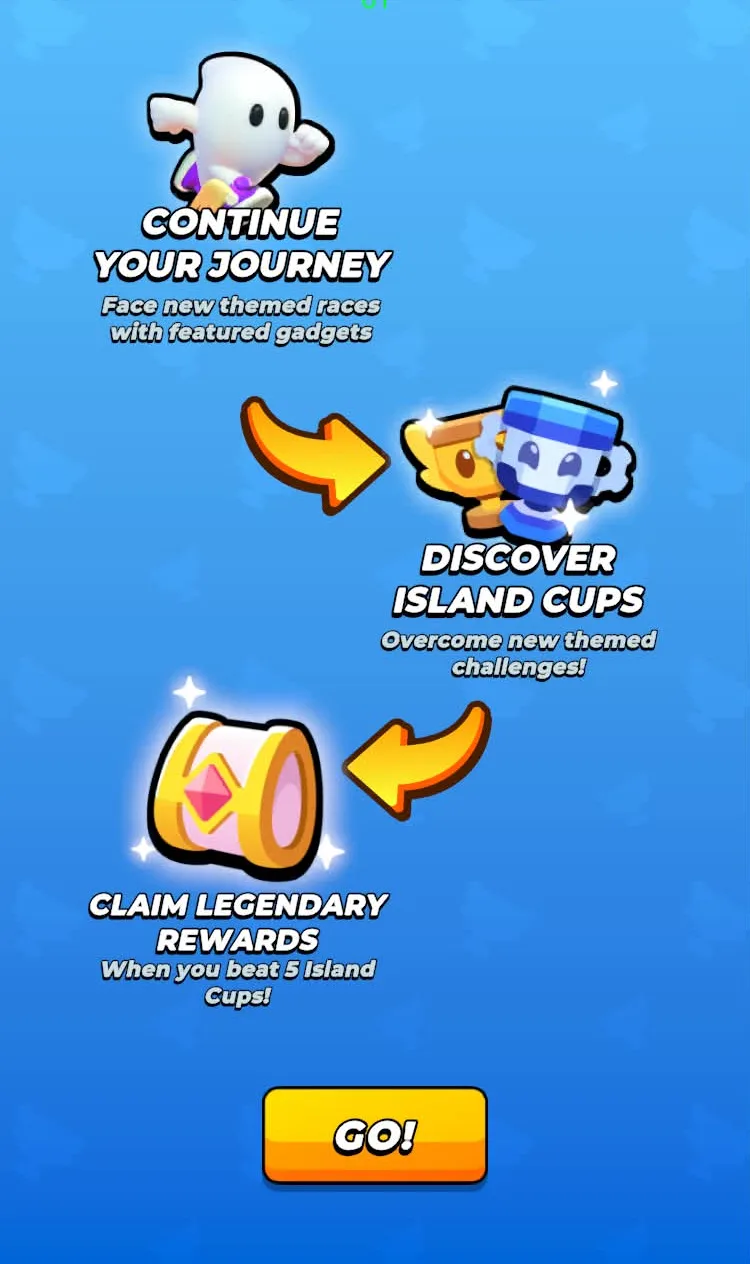 CONTINUE
YOUR JOURNEY
Face new themed races
with featured gadgets
DISCOVER
ISLAND CUPS
Overcome new themed
challenges!
CLAIM LEGENDARY
REWARDS
When you beat 5 Island
Cups!
GO!